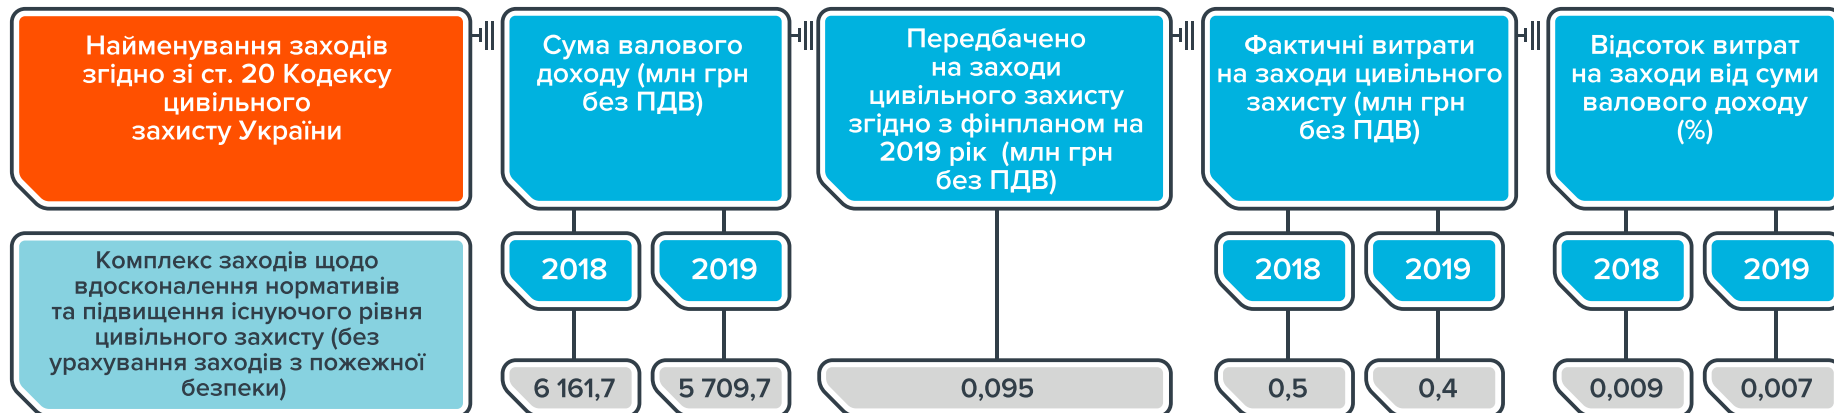 Найменування заходів
згідно зі ст. 20 Кодексу
цивільного
захисту України
Сума валового
доходу (млн грн
без ПДВ)
Передбачено
на заходи
цивільного захисту
згідно з фінпланом на
2019 рік (млн грн
без ПДВ)
Фактичні витрати
на заходи цивільного
захисту (млн грн
без ПДВ)
Відсоток витрат
на заходи від суми
валового доходу
(%)
Комплекс заходів щодо
вдосконалення нормативів
та підвищення існуючого рівня
цивільного захисту (без
урахування заходів з пожежної
безпеки)
2018
2019
2018
2019
2018
2019
6 161,7
5 709,7
0,095
0,5
0,4
0,009
0,007